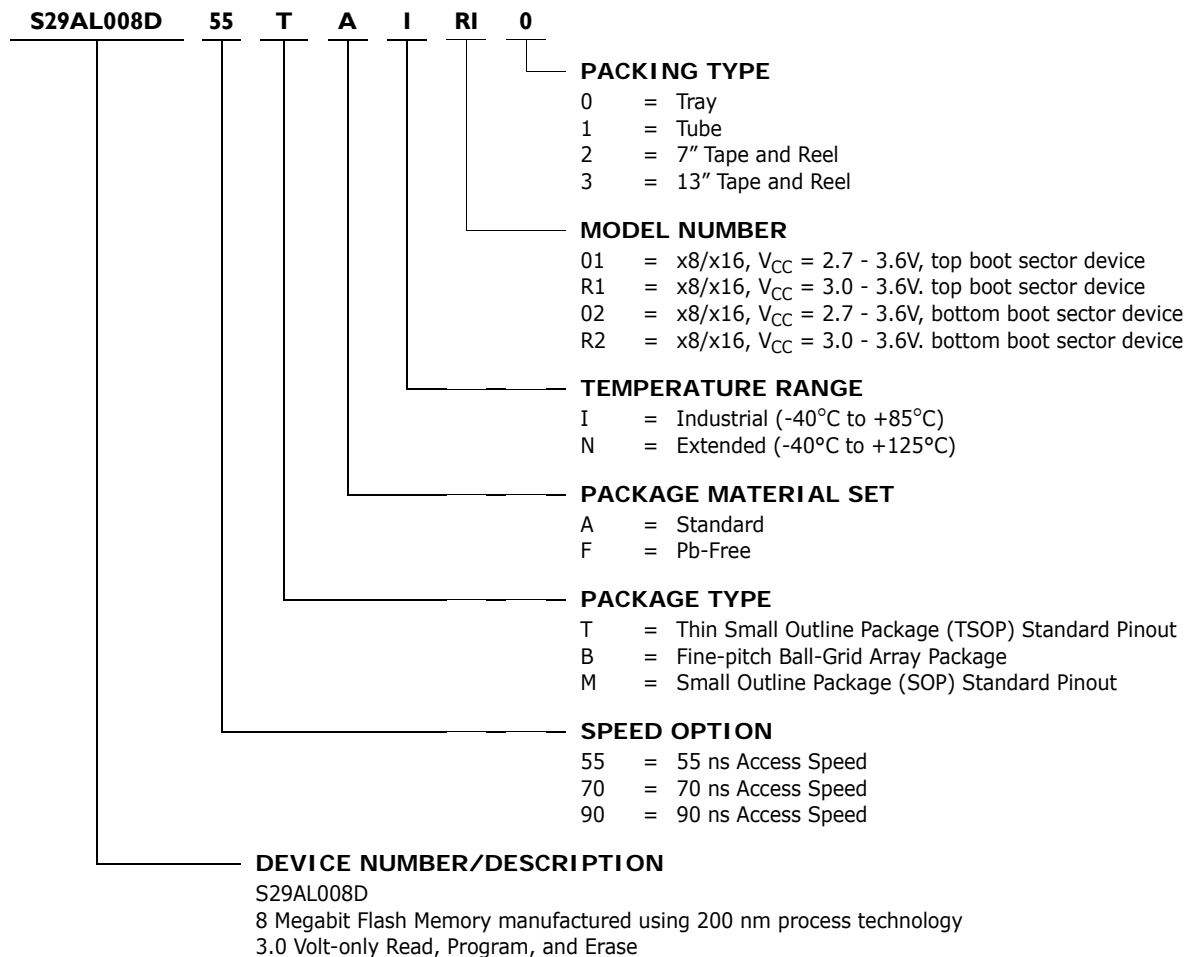 S29AL008D 55 T A I RI 0
PACKING TYPE
0 = Tray
1 = Tube
2 = 7″ Tape and Reel
3 = 13″ Tape and Reel
MODEL NUMBER
01 = x8/x16, VCC = 2.7 - 3.6V, top boot sector device
R1 = x8/x16, VCC = 3.0 - 3.6V. top boot sector device
02 = x8/x16, VCC = 2.7 - 3.6V, bottom boot sector device
R2 = x8/x16, VCC = 3.0 - 3.6V. bottom boot sector device
TEMPERATURE RANGE
I = Industrial (-40°C to +85°C)
N = Extended (-40°C to +125°C)
PACKAGE MATERIAL SET
A = Standard
F = Pb-Free
PACKAGE TYPE
T = Thin Small Outline Package (TSOP) Standard Pinout
B = Fine-pitch Ball-Grid Array Package
M = Small Outline Package (SOP) Standard Pinout
SPEED OPTION
55 = 55 ns Access Speed
70 = 70 ns Access Speed
90 = 90 ns Access Speed
DEVICE NUMBER/DESCRIPTION
S29AL008D
8 Megabit Flash Memory manufactured using 200 nm process technology
3.0 Volt-only Read, Program, and Erase